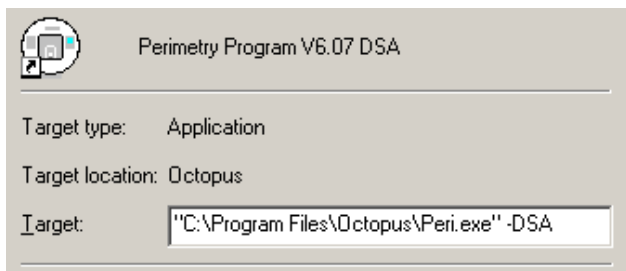 Perimetry Program V6.07 DSA
Target type: Application
Target location: Octopus
Target: "C:\Program Files\Octopus\Peri.exe" -DSA